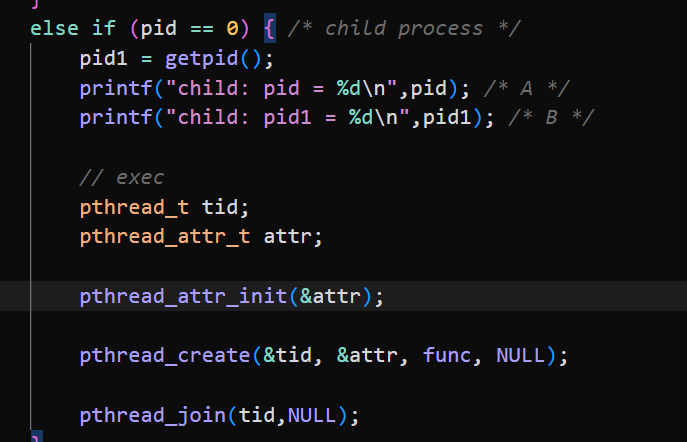 }
else if (pid == 0) { /* child process */
pid1 = getpid();
printf("child: pid = %d\n",pid); /* A */
printf("child: pid1 = %d\n",pid1); /* B */
// exec
pthread_t tid;
pthread_attr_t attr;
pthread_attr_init(&attr);
pthread_create(&tid, &attr, func, NULL);
pthread_join(tid,NULL);
}